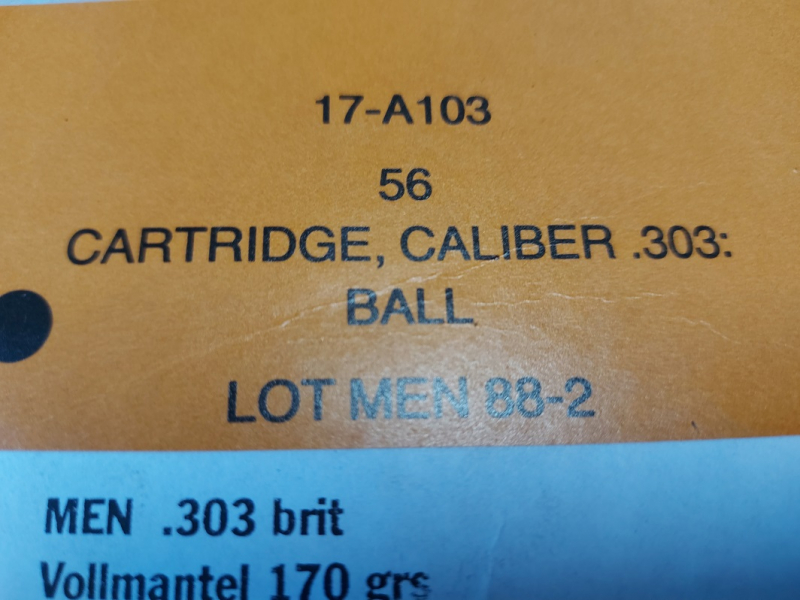 17-A103
56
CARTRIDGE, CALIBER .303:
BALL
LOT MEN 88-2
MEN .303 brit
Vollmantel 170 grs